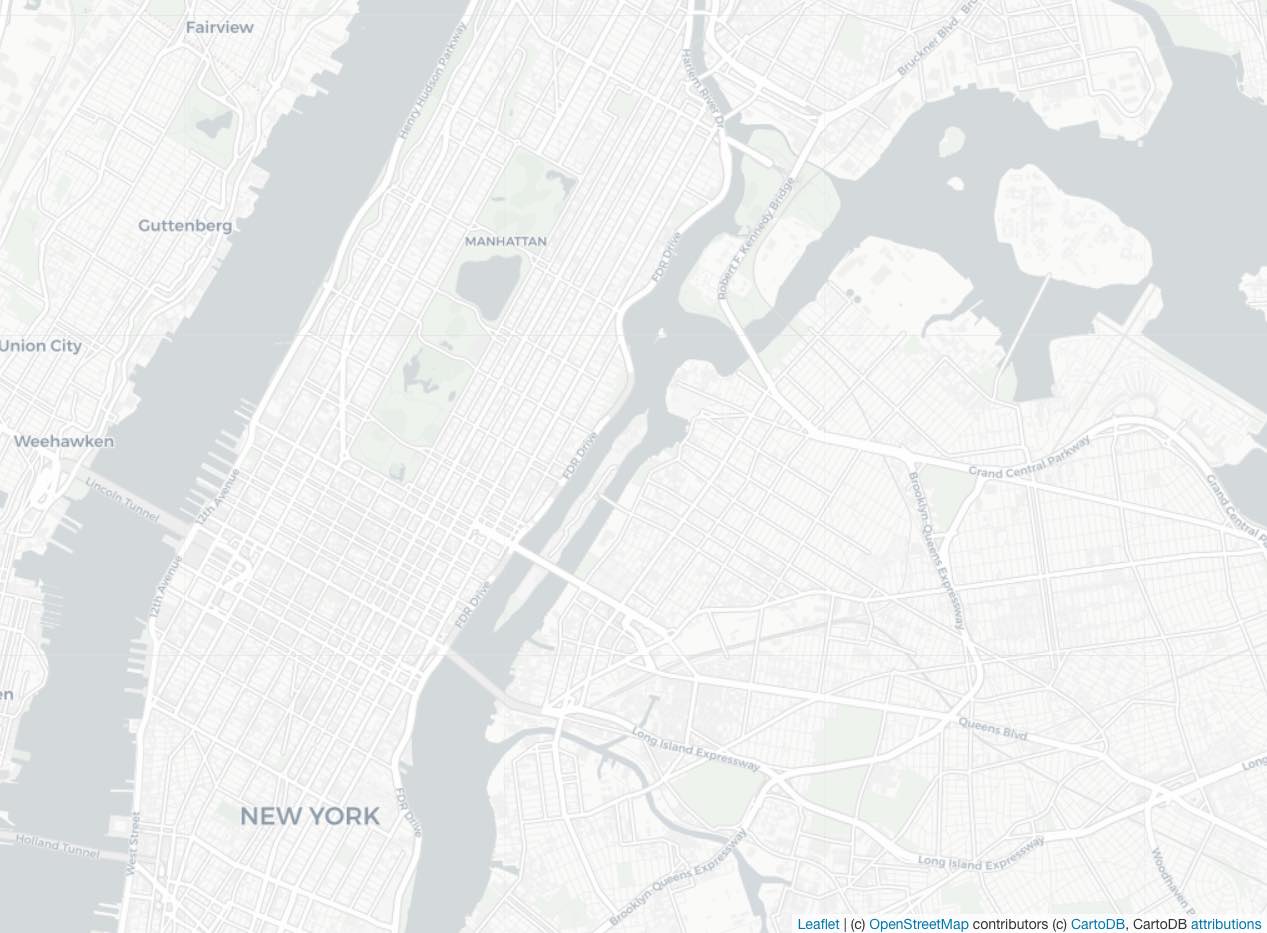 Fairview
Henry Hudson Parkway
Harlem River Dr
Bruckner Blvd
Guttenberg
MANHATTAN
FDR Drive
Robert F. Kennedy Bridge
Union City
Weehawken
Lincoln Tunnel
12th Avenue
FDR Drive
Grand Central Parkway
Brooklyn-Queens Expressway
Grand Central
12th Avenue
FDR Drive
en
Queens Blvd
Long Island Expressway
Long
NEW YORK
FDR Drive
West Street
Holland Tunnel
Brooklyn-Queens Expressway
Long Island Expressway
Woodhaven
Leaflet | (c) OpenStreetMap contributors (c) CartoDB, CartoDB attributions